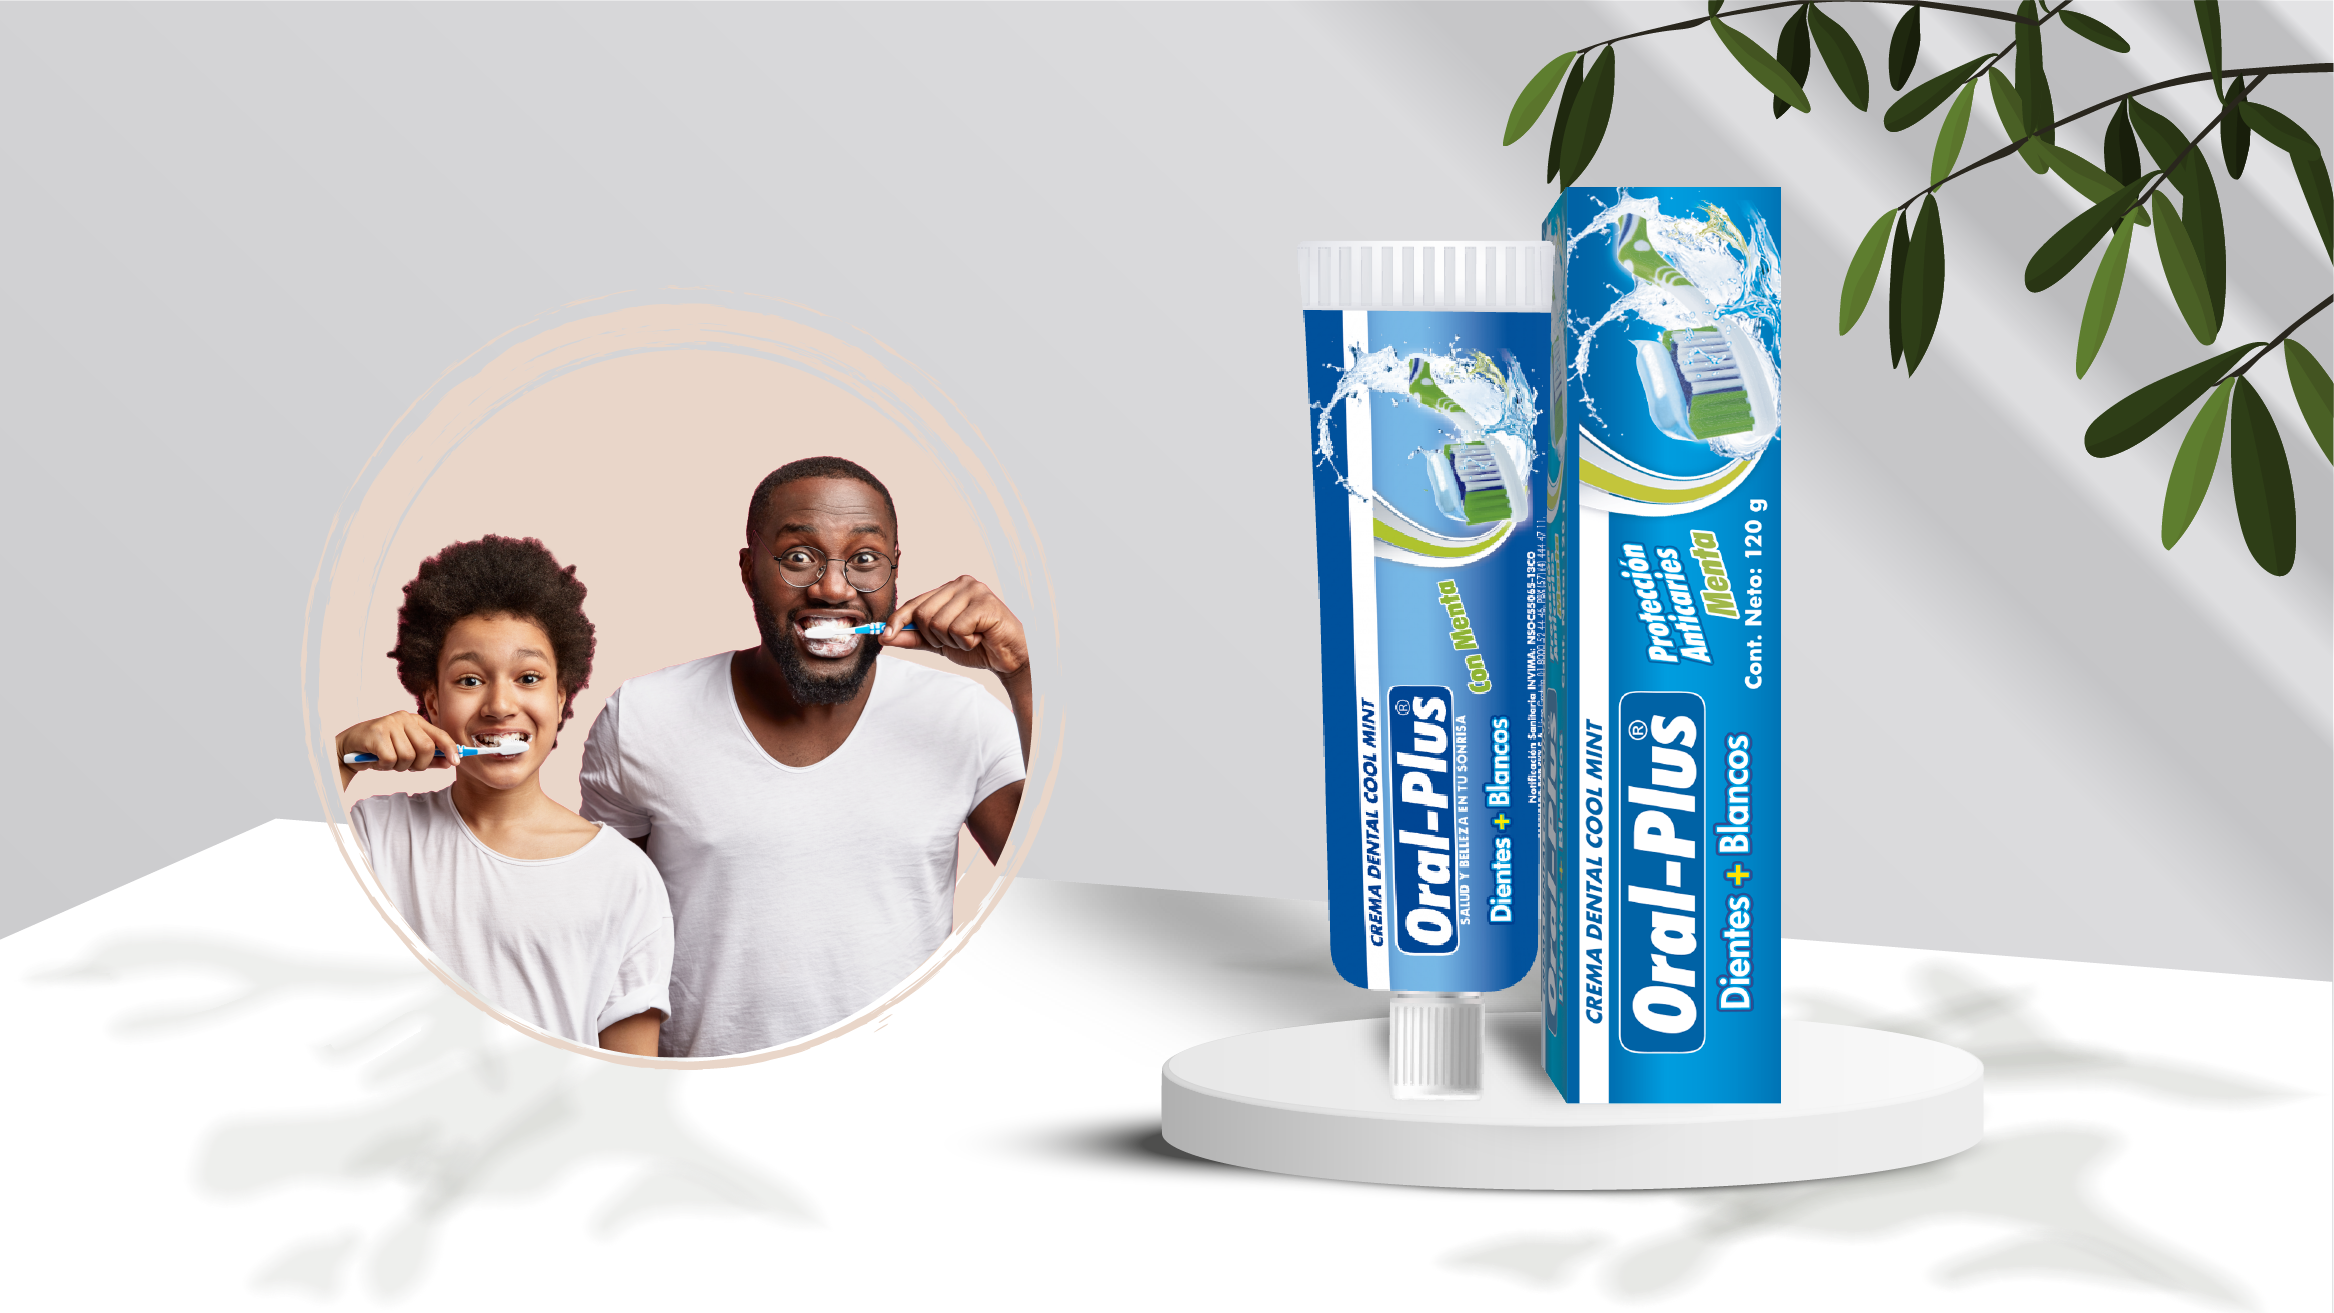 CREMA DENTAL COOL MINT
Oral-Plus®
SALUD Y BELLEZA EN TU SONRISA
Con Menta
Dientes + Blancos
Notificación Sanitaria INVIMA: NSOC55065-13CO
CREMA DENTAL COOL MINT
Oral-Plus®
Dientes + Blancos
Protección
Anticaries
Menta
Cont. Neto: 120 g